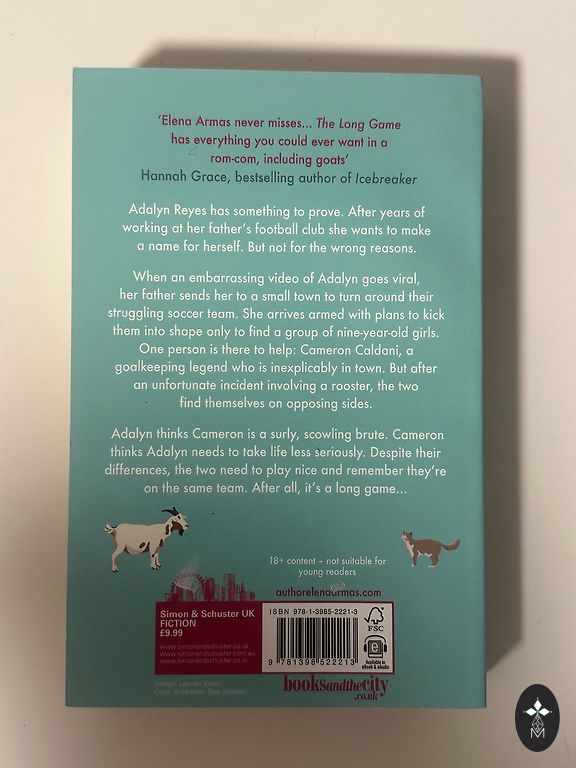 'Elena Armas never misses... The Long Game
has everything you could ever want in a
rom-com, including goats'
Hannah Grace, bestselling author of Icebreaker
Adalyn Reyes has something to prove. After years of
working at her father's football club she wants to make
a name for herself. But not for the wrong reasons.
When an embarrassing video of Adalyn goes viral,
her father sends her to a small town to turn around their
struggling soccer team. She arrives armed with plans to kick
them into shape only to find a group of nine-year-old girls.
One person is there to help: Cameron Caldani, a
goalkeeping legend who is inexplicably in town. But after
an unfortunate incident involving a rooster, the two
find themselves on opposing sides.
Adalyn thinks Cameron is a surly, scowling brute. Cameron
thinks Adalyn needs to take life less seriously. Despite their
differences, the two need to play nice and remember they're
on the same team. After all, it's a long game...
18+ content – not suitable for
young readers
authorelenaarmas.com
Simon & Schuster UK
FICTION
£9.99
www.simonandschuster.co.uk
www.simonandschuster.com.au
www.simonandschuster.co.in
ISBN 978-1-3985-2221-3
9 781398 522213
FSC
e
Available in
eBook & eAudio
booksandthecity
.co.uk
Design: Laywan Kwan
Cover Illustration: Bee Johnson
M